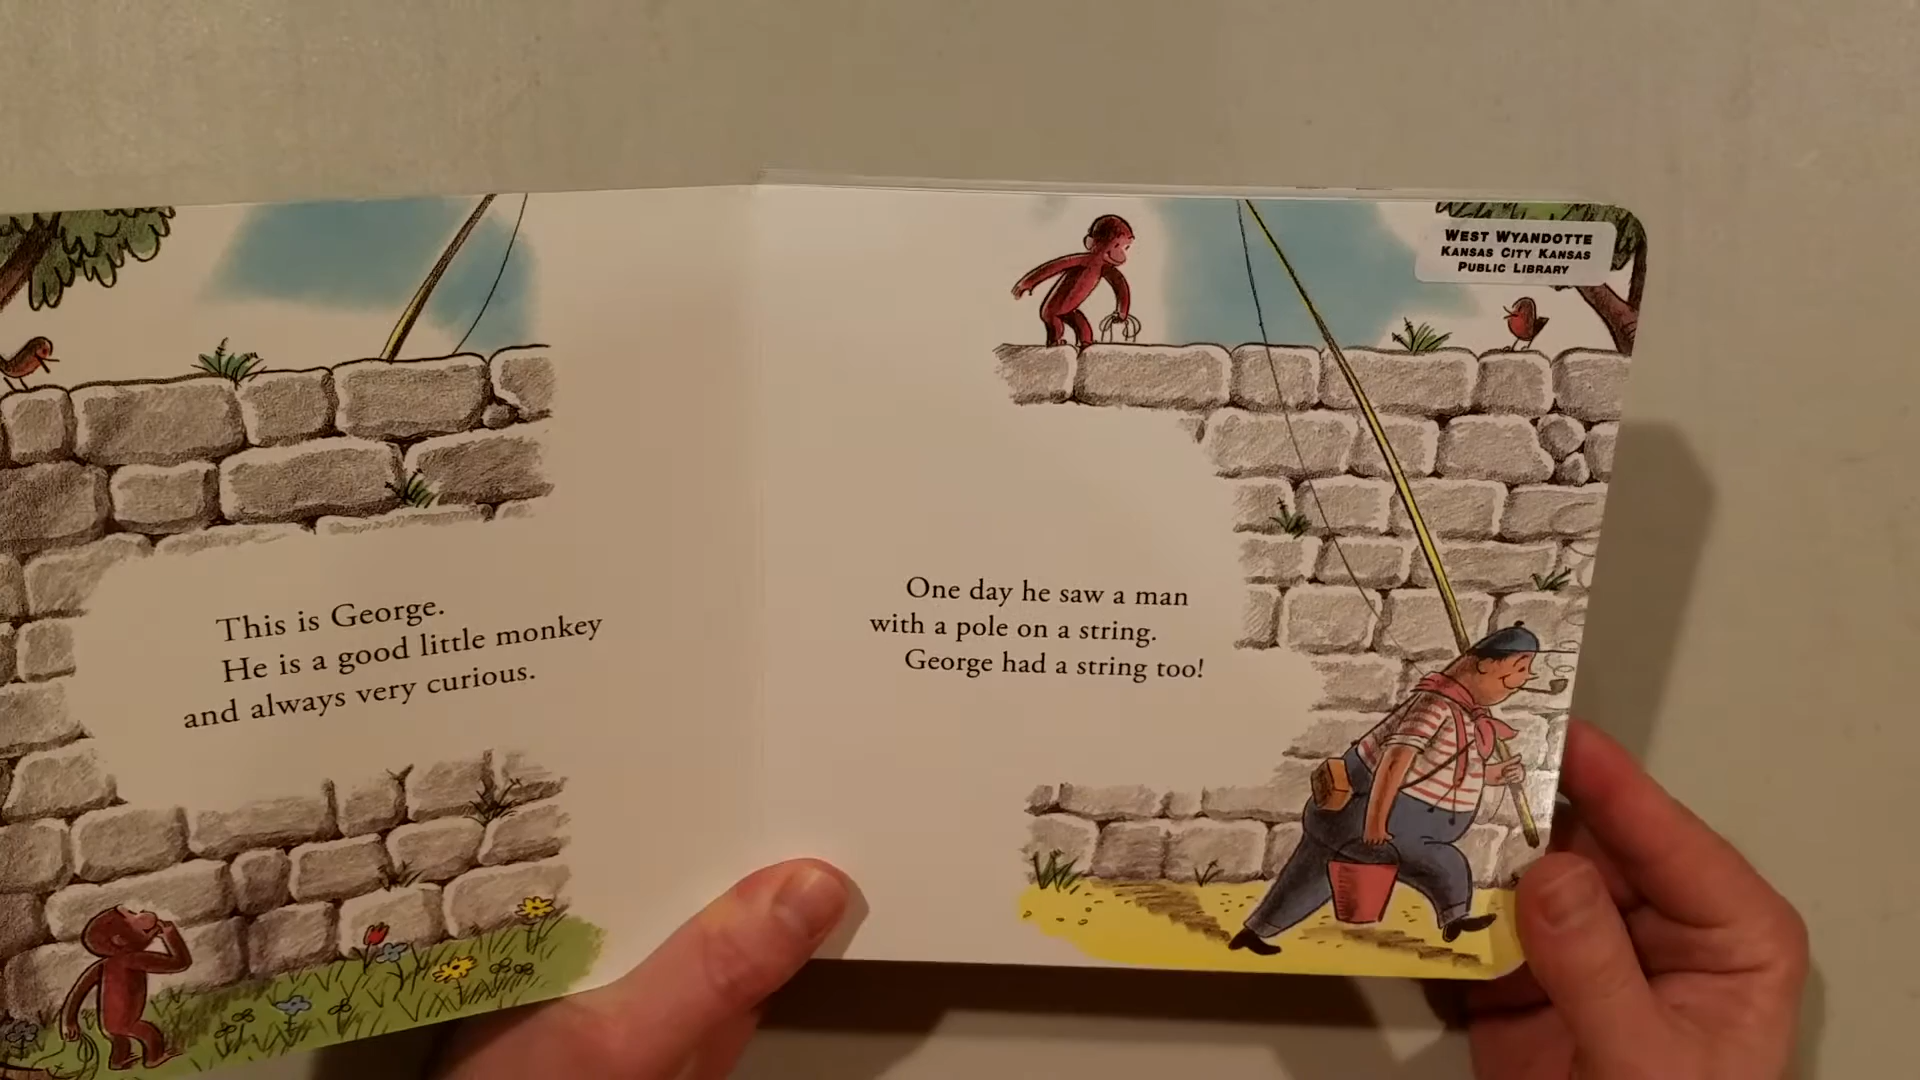 This is George.
He is a good little monkey
and always very curious.
One day he saw a man
with a pole on a string.
George had a string too!
WEST WYANDOTTE
KANSAS CITY KANSAS
PUBLIC LIBRARY